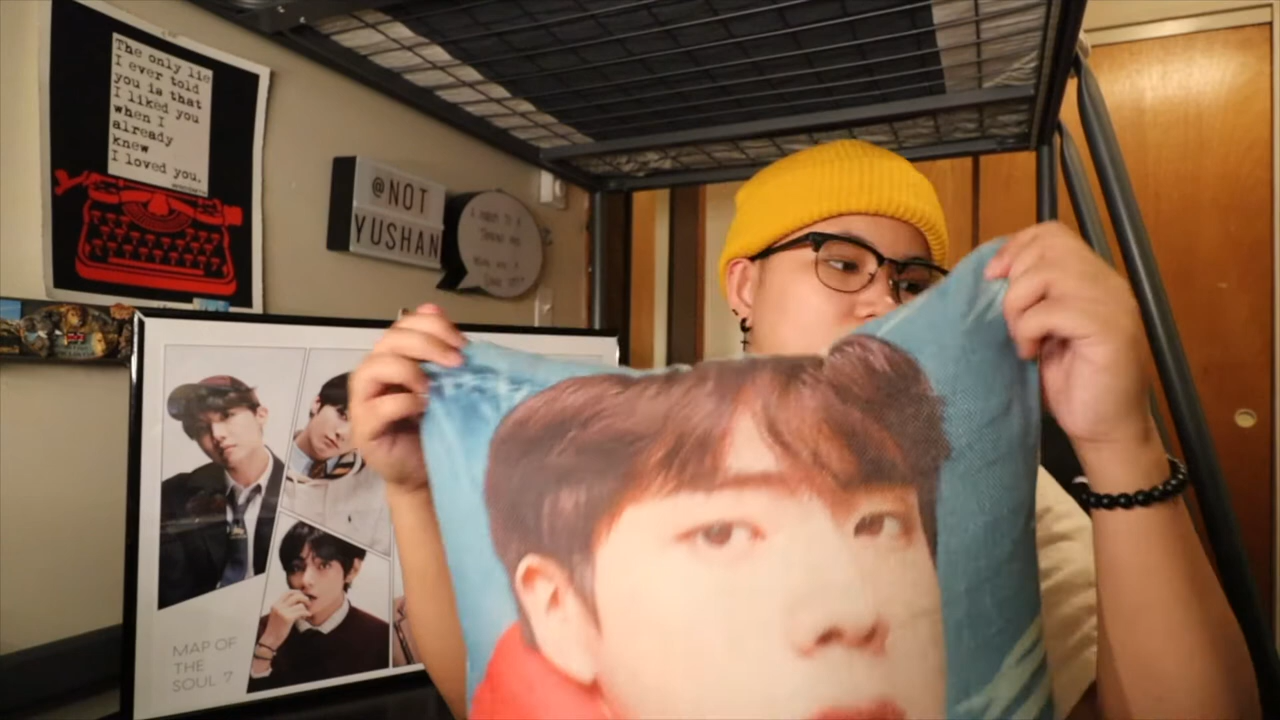 The only lie
I ever told
you is that
I liked you
when I
already
knew
I loved you.
@NOT
YUSHAN
MAP OF
THE
SOUL 7